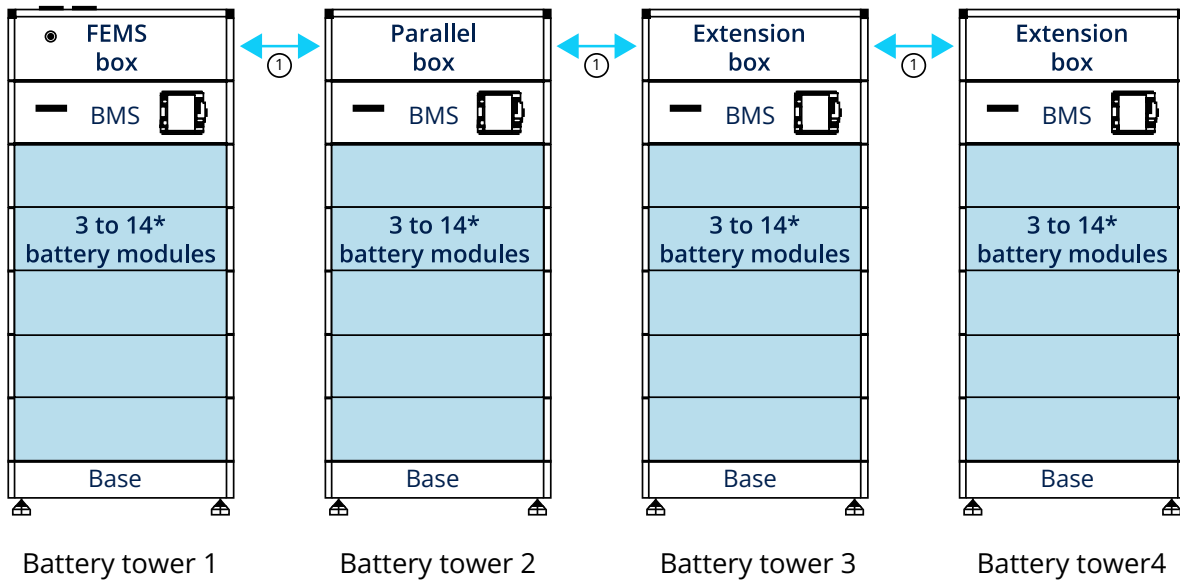 FEMS
box
Parallel
box
Extension
box
Extension
box
1
1
1
BMS
BMS
BMS
BMS
3 to 14*
battery modules
3 to 14*
battery modules
3 to 14*
battery modules
3 to 14*
battery modules
Base
Base
Base
Base
Battery tower 1
Battery tower 2
Battery tower 3
Battery tower4